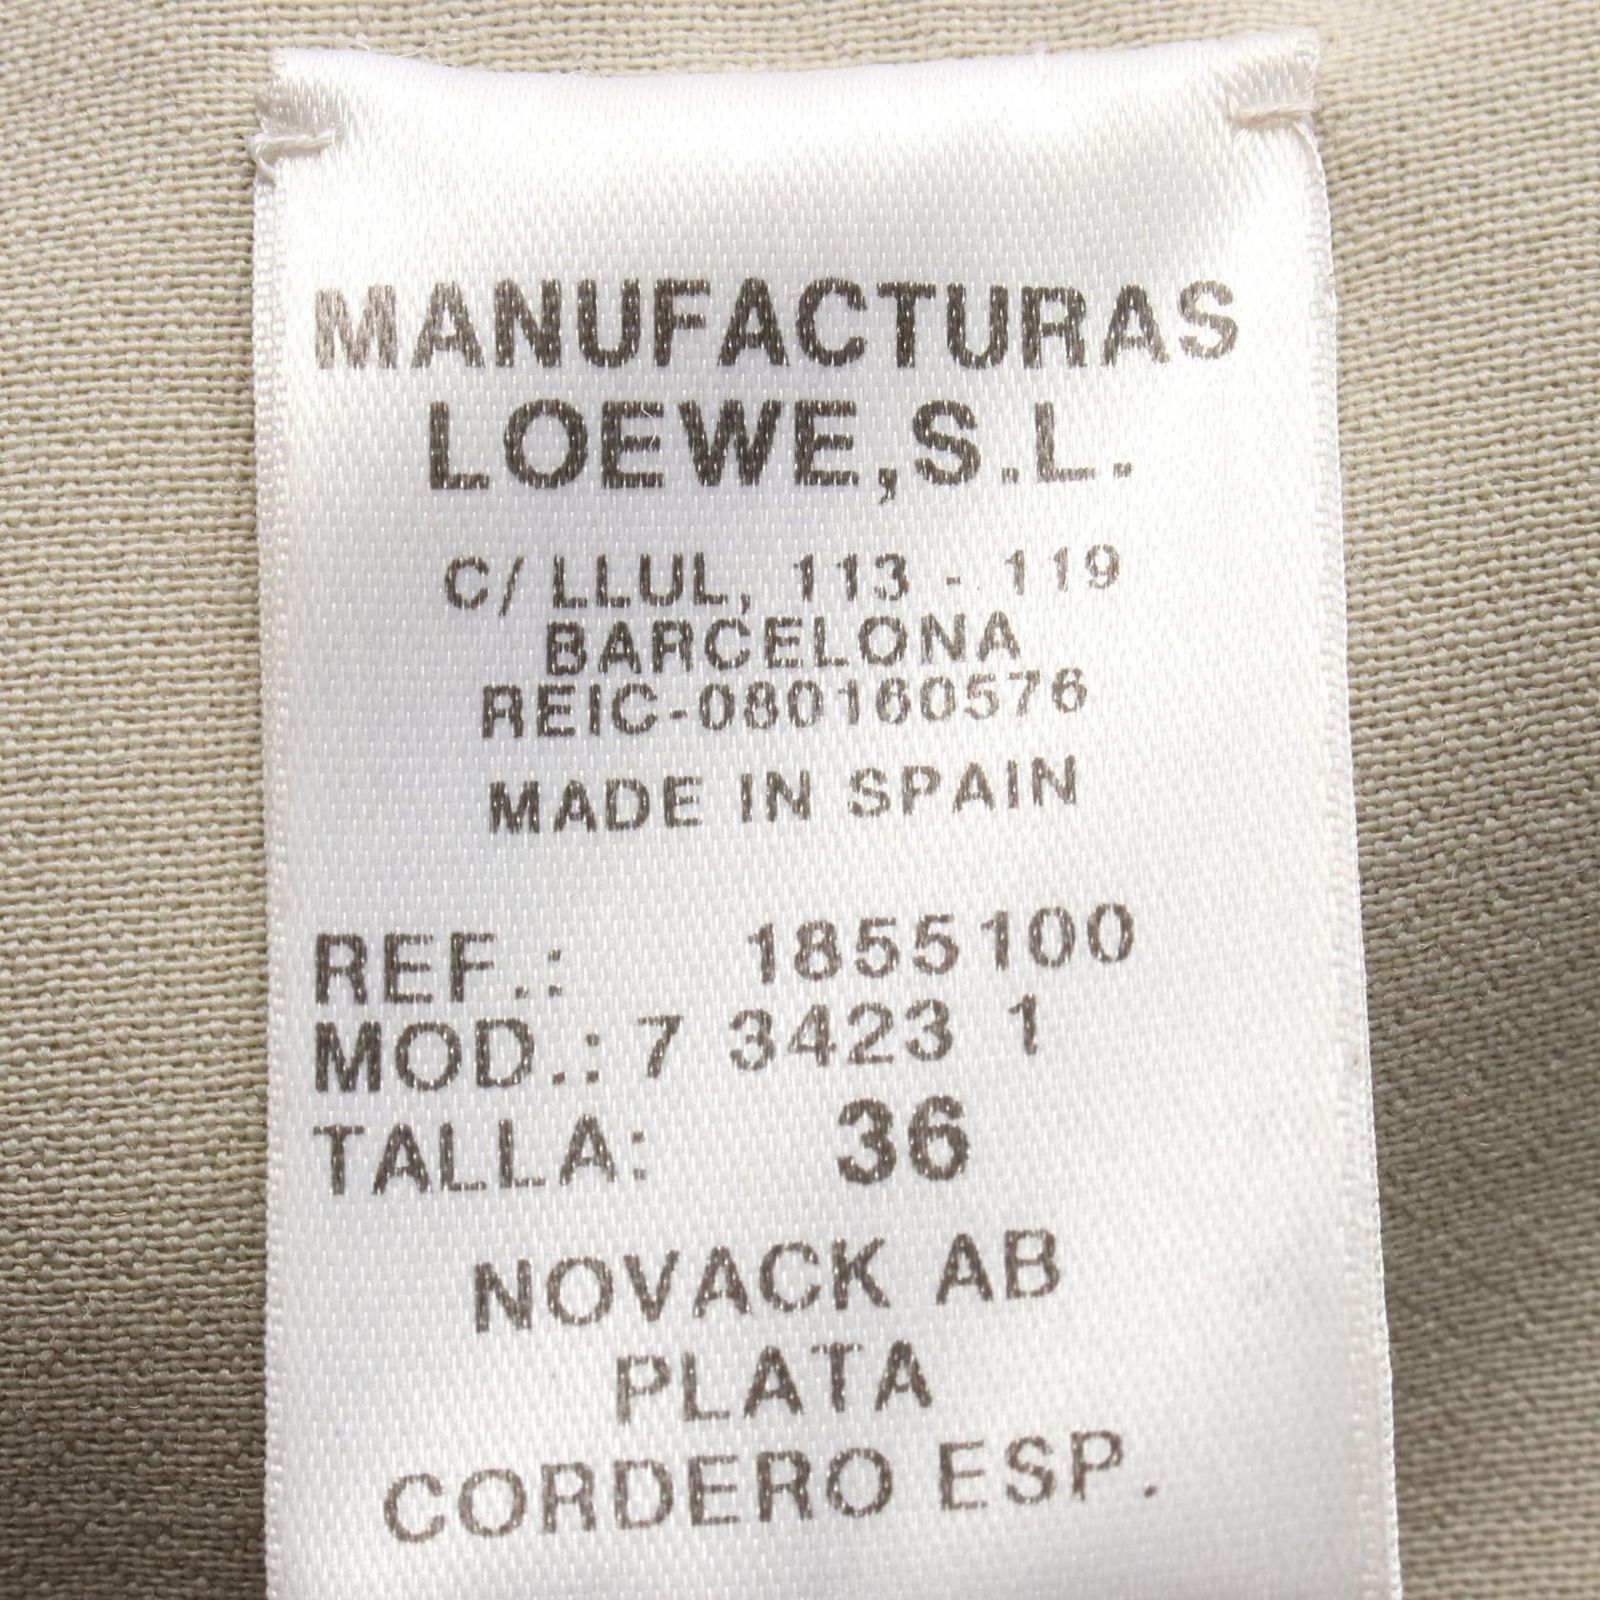 MANUFACTURAS
LOEWE,S.L.
C/ LLUL, 113 - 119
BARCELONA
REIC-080160576
MADE IN SPAIN
REF.: 1855100
MOD.: 7 3423 1
TALLA: 36
NOVACK AB
PLATA
CORDERO ESP.